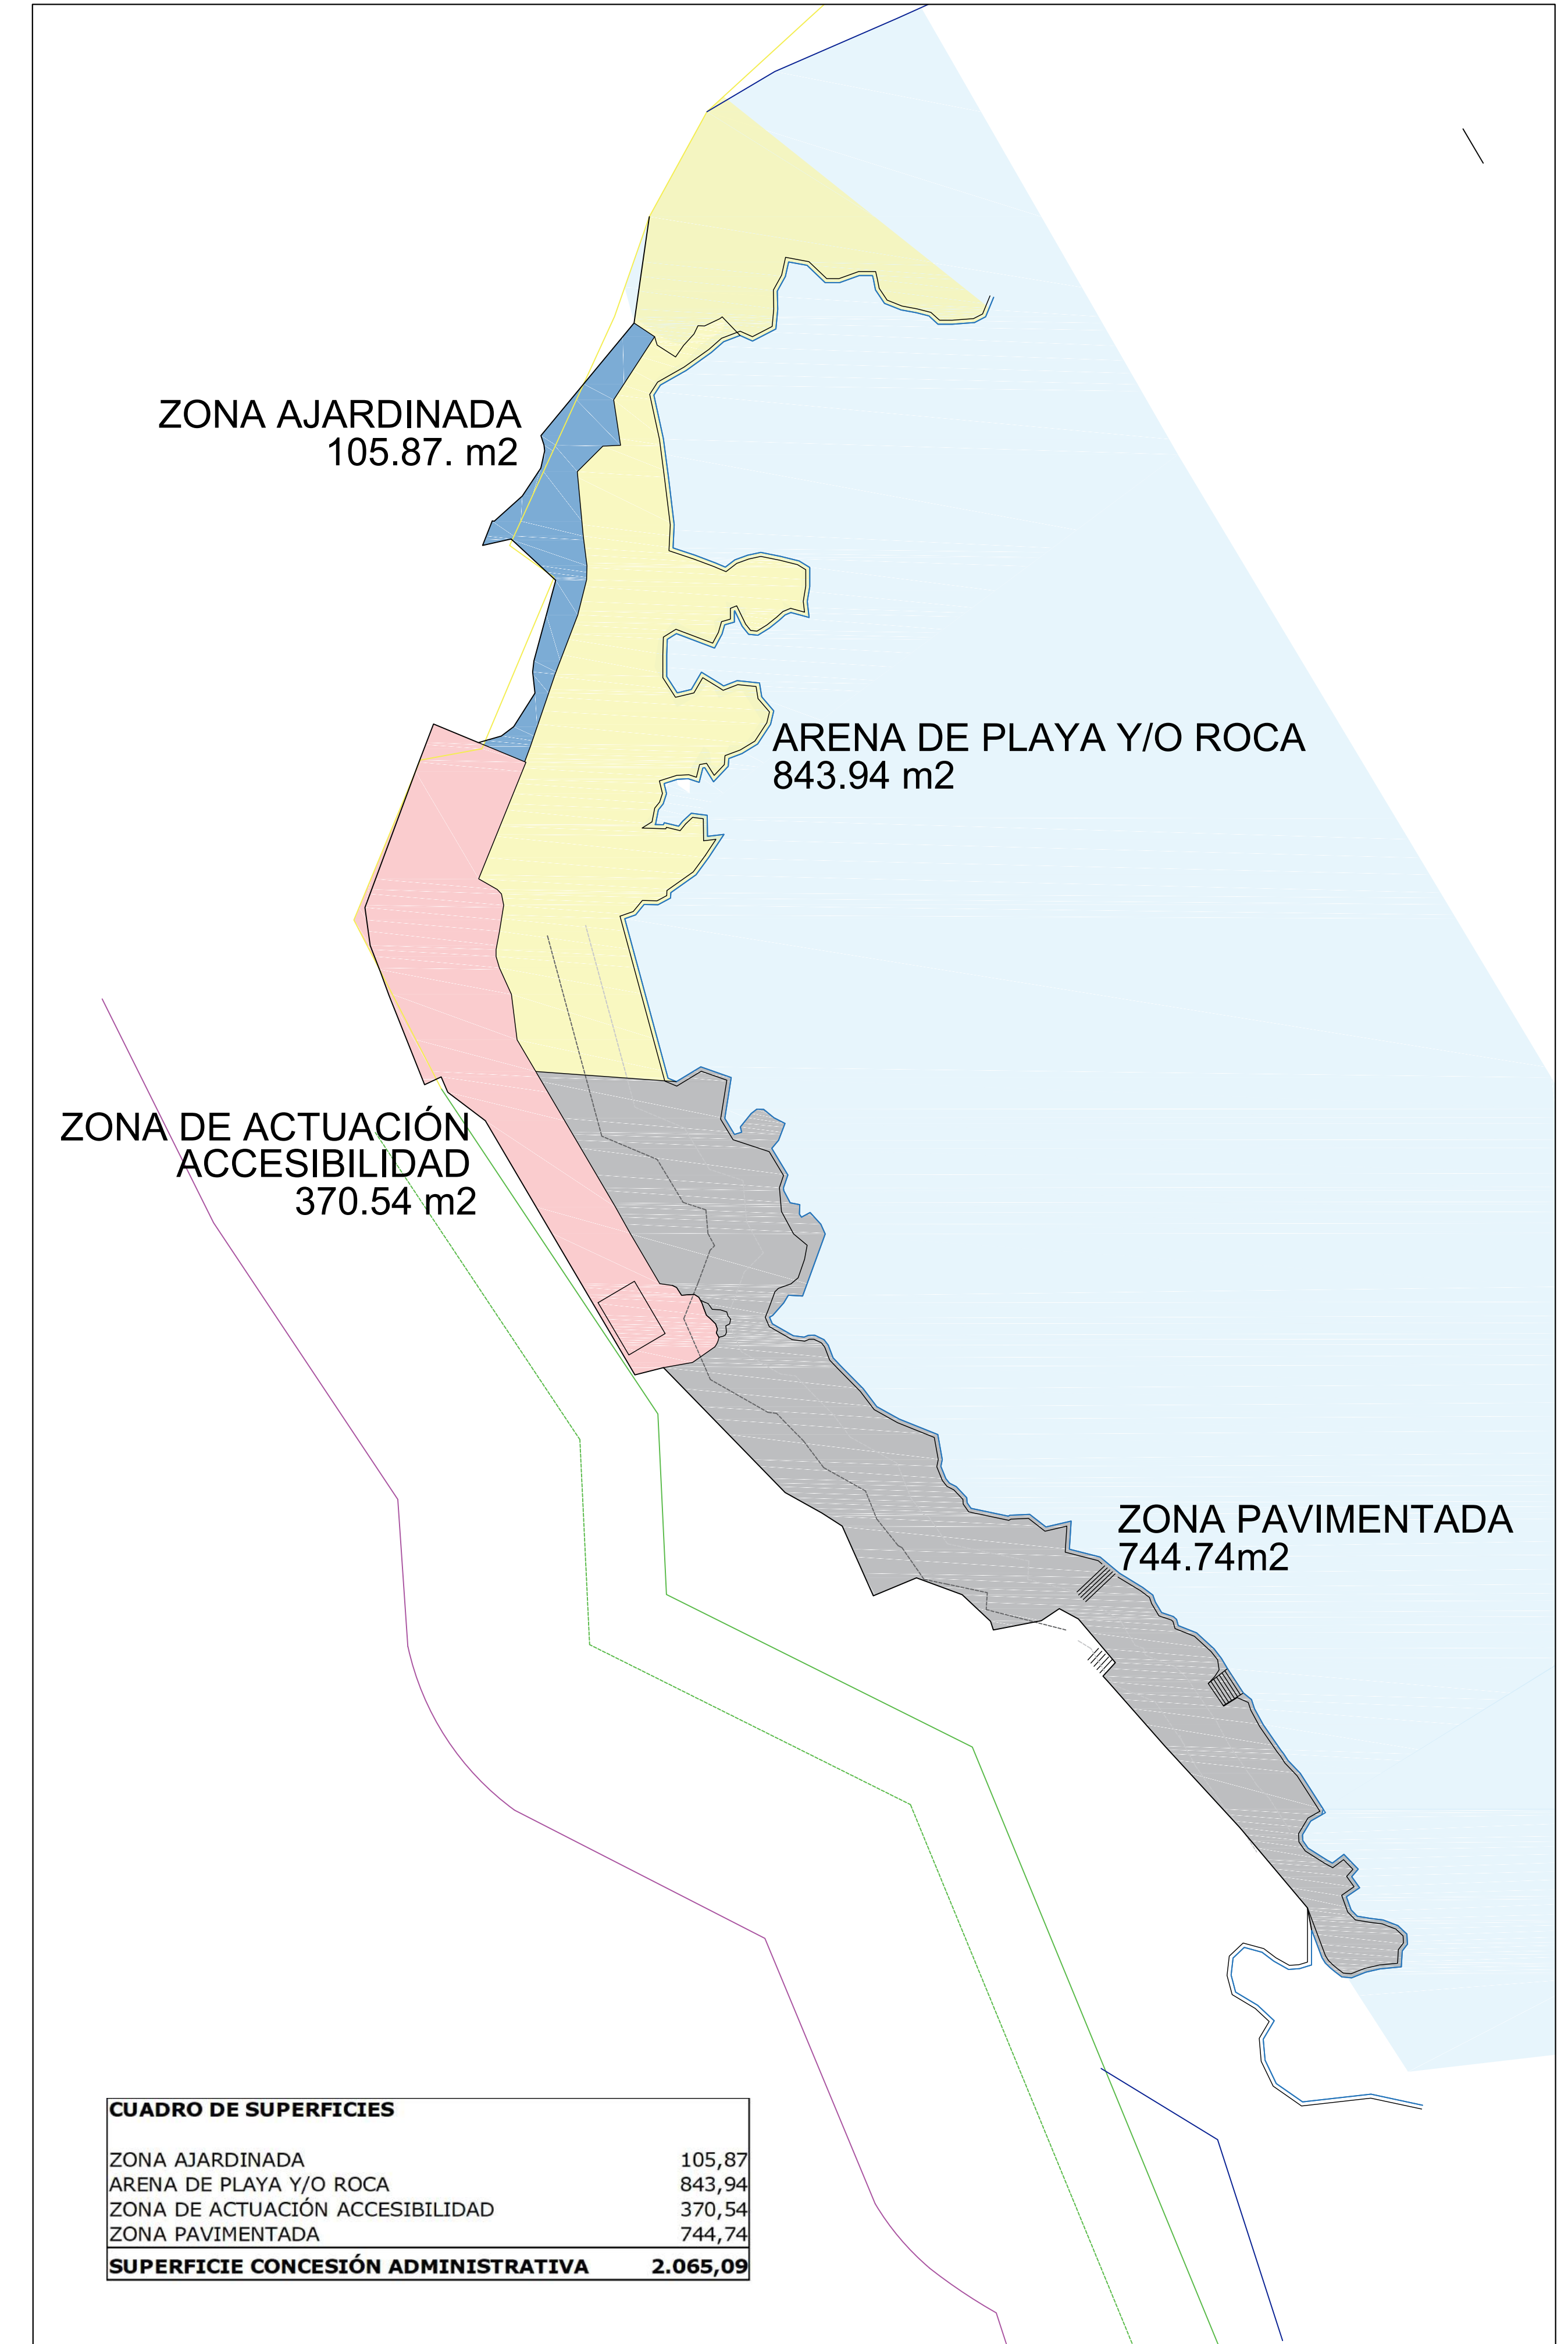 ZONA AJARDINADA
105.87. m2
ARENA DE PLAYA Y/O ROCA
843.94 m2
ZONA DE ACTUACIÓN
ACCESIBILIDAD
370.54 m2
ZONA PAVIMENTADA
744.74m2
CUADRO DE SUPERFICIES
ZONA AJARDINADA 105,87
ARENA DE PLAYA Y/O ROCA 843,94
ZONA DE ACTUACIÓN ACCESIBILIDAD 370,54
ZONA PAVIMENTADA 744,74
SUPERFICIE CONCESIÓN ADMINISTRATIVA 2.065,09